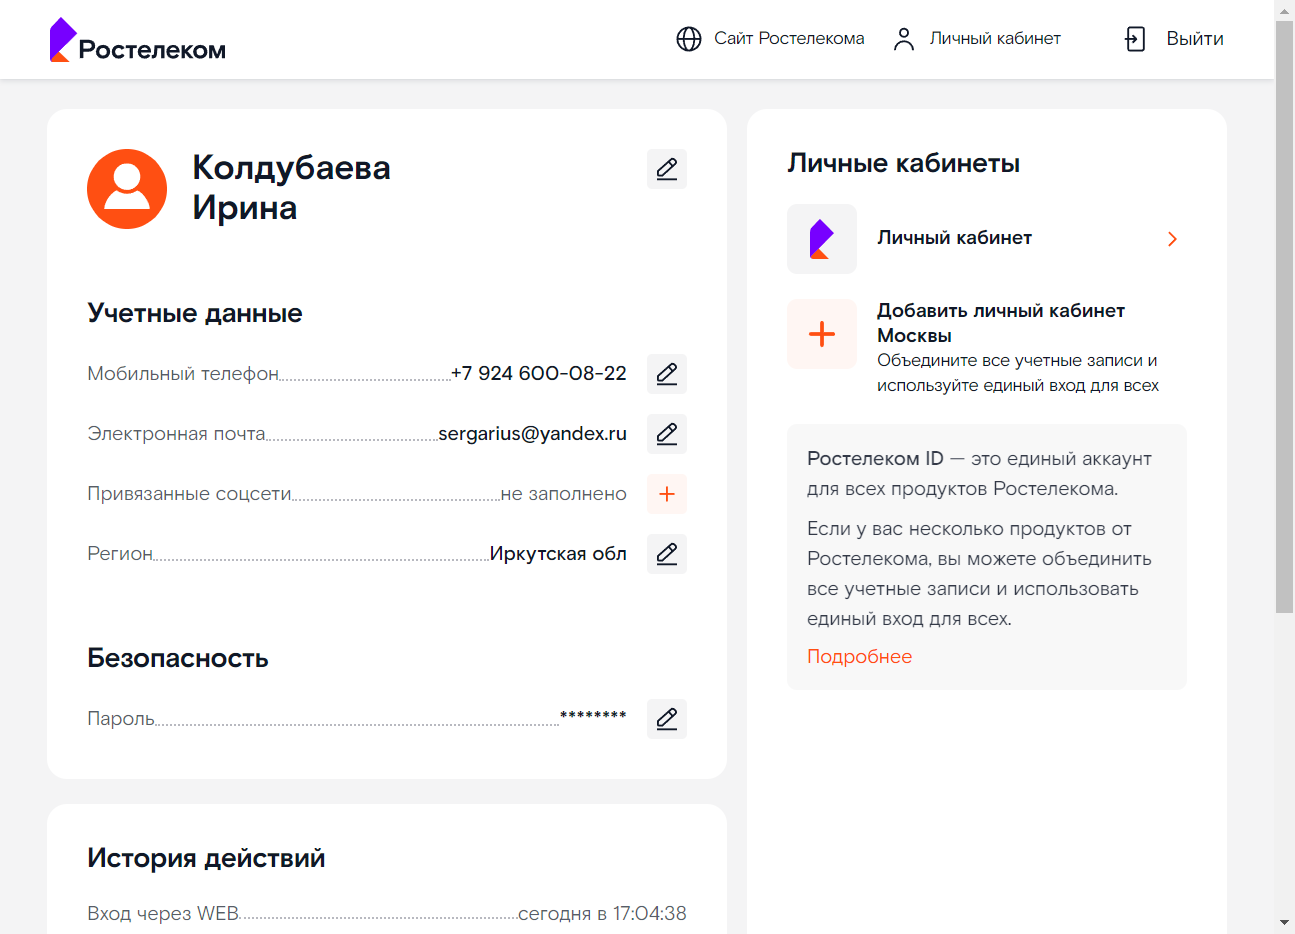 Ростелеком
Сайт Ростелекома
Личный кабинет
Выйти
Колдубаева
Ирина
Учетные данные
Мобильный телефон +7 924 600-08-22
Электронная почта sergarius@yandex.ru
Привязанные соцсети не заполнено
Регион Иркутская обл
Безопасность
Пароль ********
История действий
Вход через WEB сегодня в 17:04:38
Личные кабинеты
Личный кабинет
Добавить личный кабинет
Москвы
Объедините все учетные записи и
используйте единый вход для всех
Ростелеком ID — это единый аккаунт
для всех продуктов Ростелекома.
Если у вас несколько продуктов от
Ростелекома, вы можете объединить
все учетные записи и использовать
единый вход для всех.
Подробнее